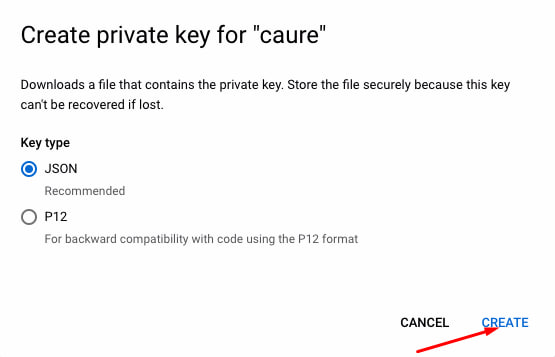 Create private key for "caure"
Downloads a file that contains the private key. Store the file securely because this key
can't be recovered if lost.
Key type
JSON
Recommended
P12
For backward compatibility with code using the P12 format
CANCEL CREATE